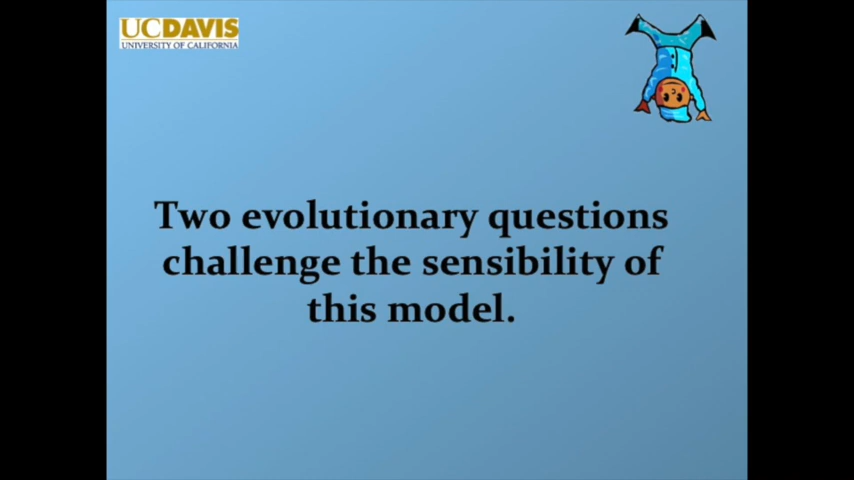 UCDAVIS
UNIVERSITY OF CALIFORNIA
Two evolutionary questions
challenge the sensibility of
this model.